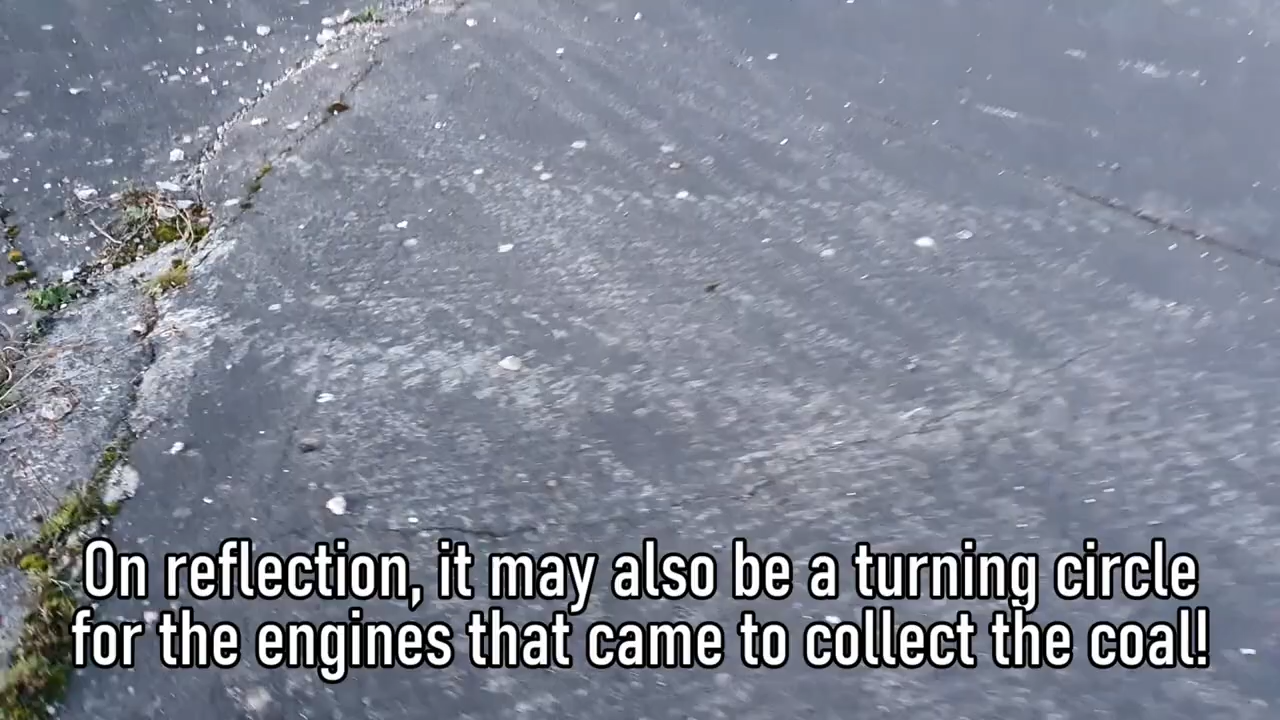 On reflection, it may also be a turning circle
for the engines that came to collect the coal!